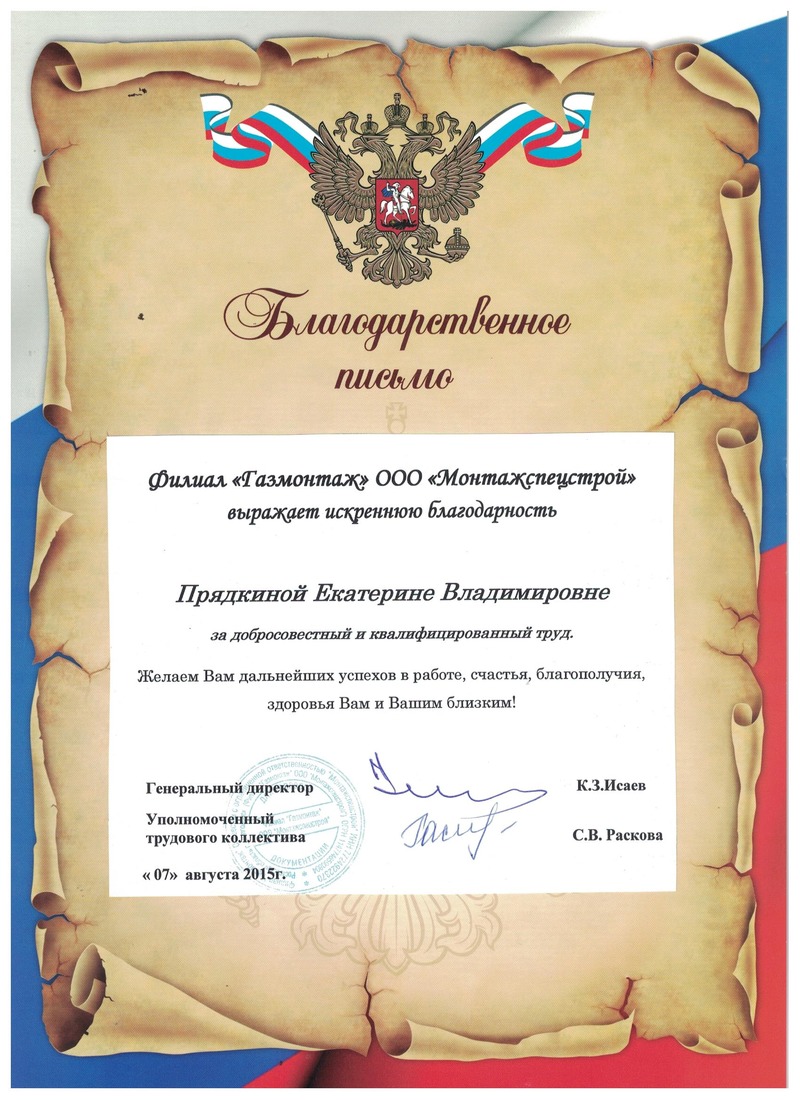 Благодарственное
письмо
Филиал «Газмонтаж» ООО «Монтажспецстрой»
выражает искреннюю благодарность
Прядкиной Екатерине Владимировне
за добросовестный и квалифицированный труд.
Желаем Вам дальнейших успехов в работе, счастья, благополучия,
здоровья Вам и Вашим близким!
Генеральный директор К.З.Исаев
Уполномоченный
трудового коллектива С.В. Раскова
« 07» августа 2015г.
ДОКУМЕНТАЦИИ